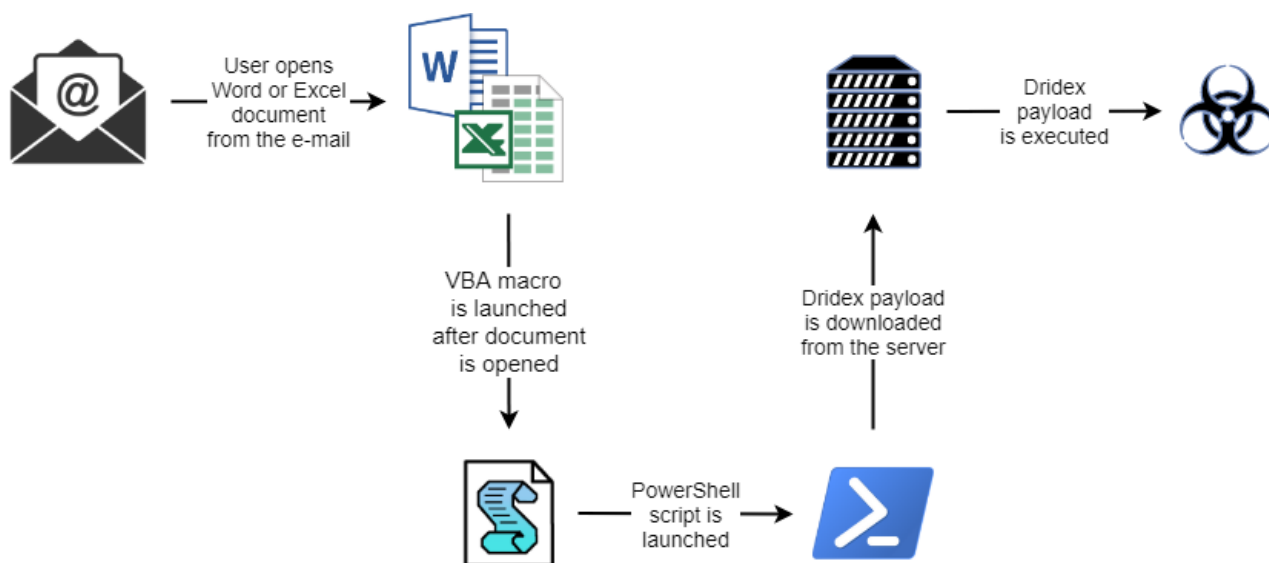 User opens
Word or Excel
document
from the e-mail
@
W
X
VBA macro
is launched
after document
is opened
PowerShell
script is
launched
Dridex payload
is downloaded
from the server
Dridex
payload
is executed